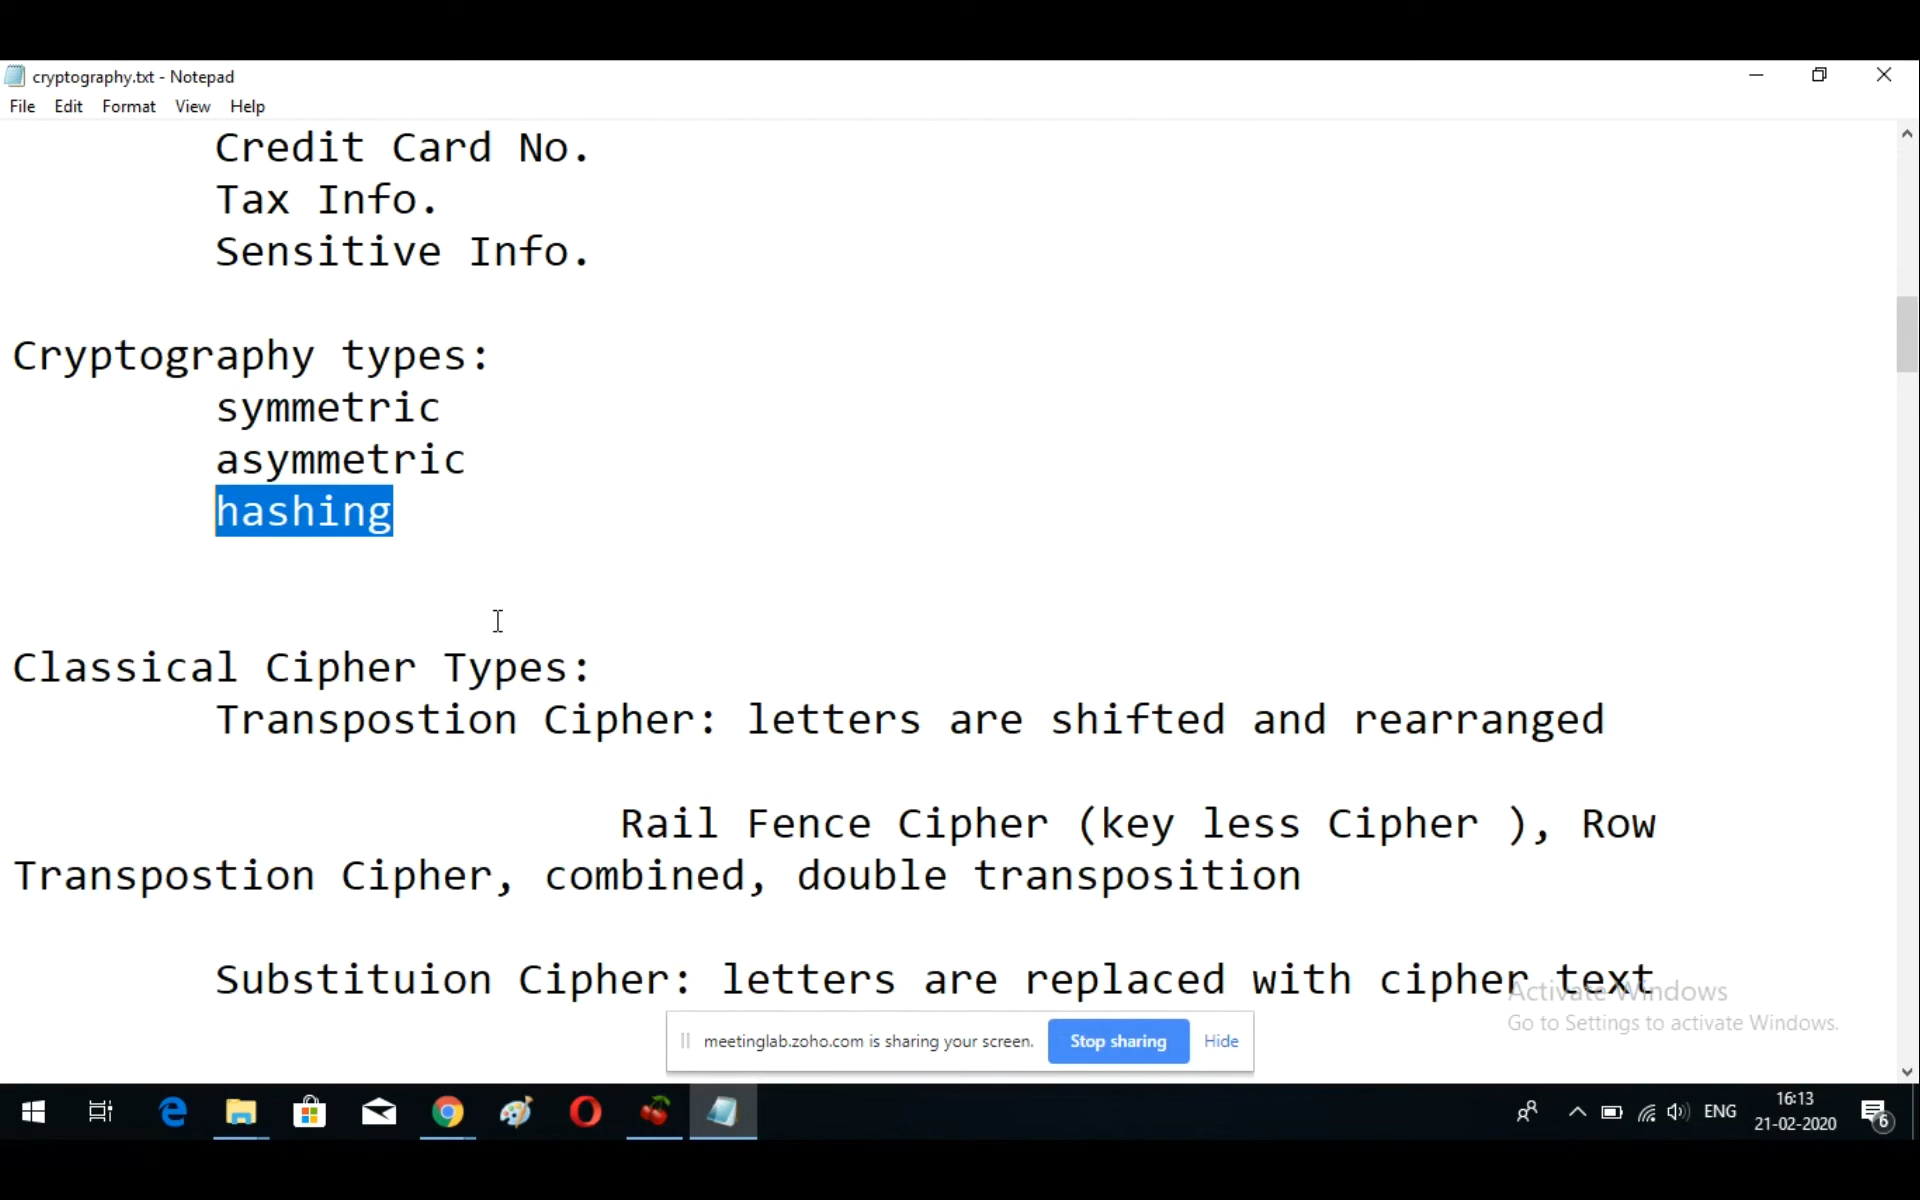 cryptography.txt - Notepad
File Edit Format View Help
Credit Card No.
Tax Info.
Sensitive Info.
Cryptography types:
symmetric
asymmetric
hashing
Classical Cipher Types:
Transpostion Cipher: letters are shifted and rearranged
Rail Fence Cipher (key less Cipher ), Row
Transpostion Cipher, combined, double transposition
Substituion Cipher: letters are replaced with cipher text
Activate Windows
Go to Settings to activate Windows.
meetinglab.zoho.com is sharing your screen. Stop sharing Hide
ENG
16:13
21-02-2020
6